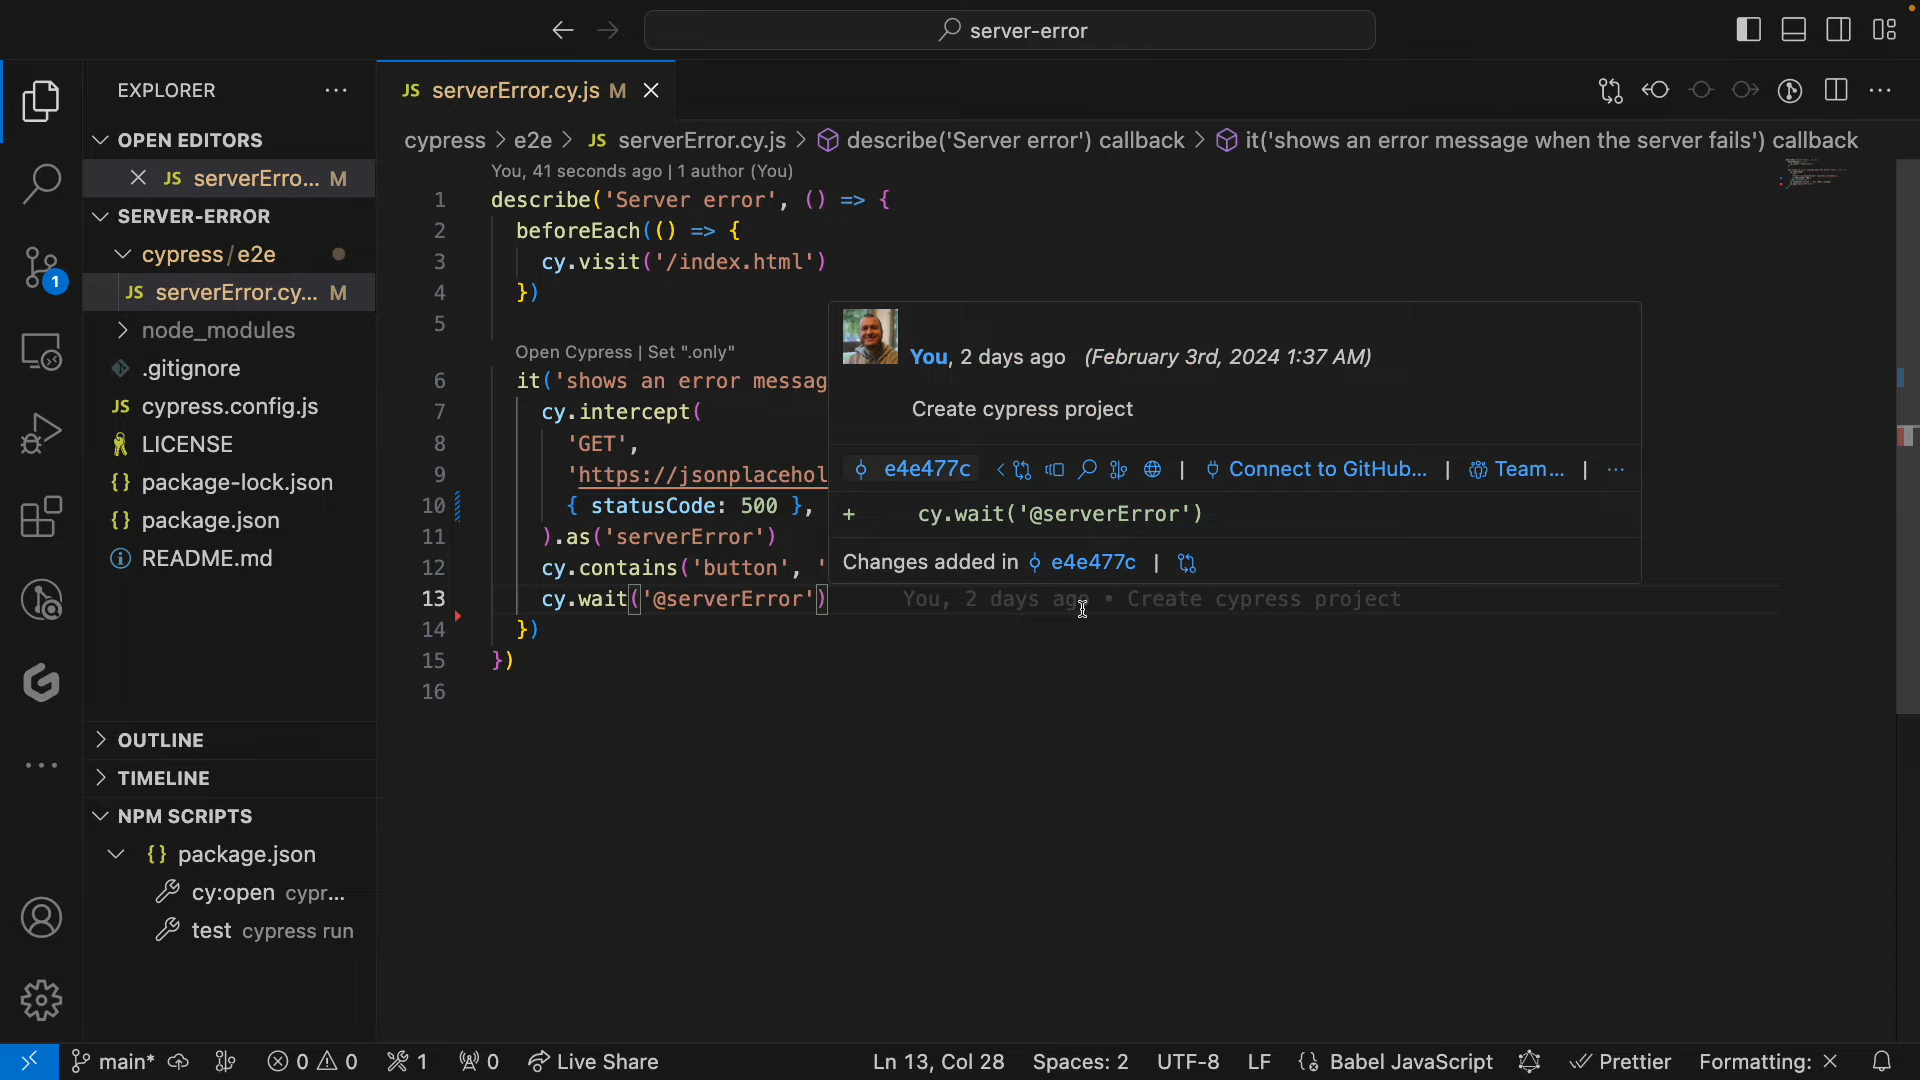 server-error
EXPLORER
JS serverError.cy.js M
OPEN EDITORS
JS serverErro... M
SERVER-ERROR
cypress/e2e
JS serverError.cy... M
node_modules
.gitignore
JS cypress.config.js
LICENSE
{} package-lock.json
{} package.json
README.md
OUTLINE
TIMELINE
NPM SCRIPTS
{} package.json
cy:open cypr...
test cypress run
1
cypress > e2e > JS serverError.cy.js > describe('Server error') callback > it('shows an error message when the server fails') callback
You, 41 seconds ago | 1 author (You)
1 describe('Server error', () => {
2 beforeEach(() => {
3 cy.visit('/index.html')
4 })
5
Open Cypress | Set ".only"
6 it('shows an error messag
7 cy.intercept(
8 'GET',
9 'https://jsonplacehol
10 { statusCode: 500 },
11 ).as('serverError')
12 cy.contains('button', '
13 cy.wait('@serverError') You, 2 days ago • Create cypress project
14 })
15 })
16
You, 2 days ago (February 3rd, 2024 1:37 AM)
Create cypress project
e4e477c | Connect to GitHub... | Team... | ...
+ cy.wait('@serverError')
Changes added in e4e477c |
main* 0 0 1 0 Live Share Ln 13, Col 28 Spaces: 2 UTF-8 LF {} Babel JavaScript Prettier Formatting: ×